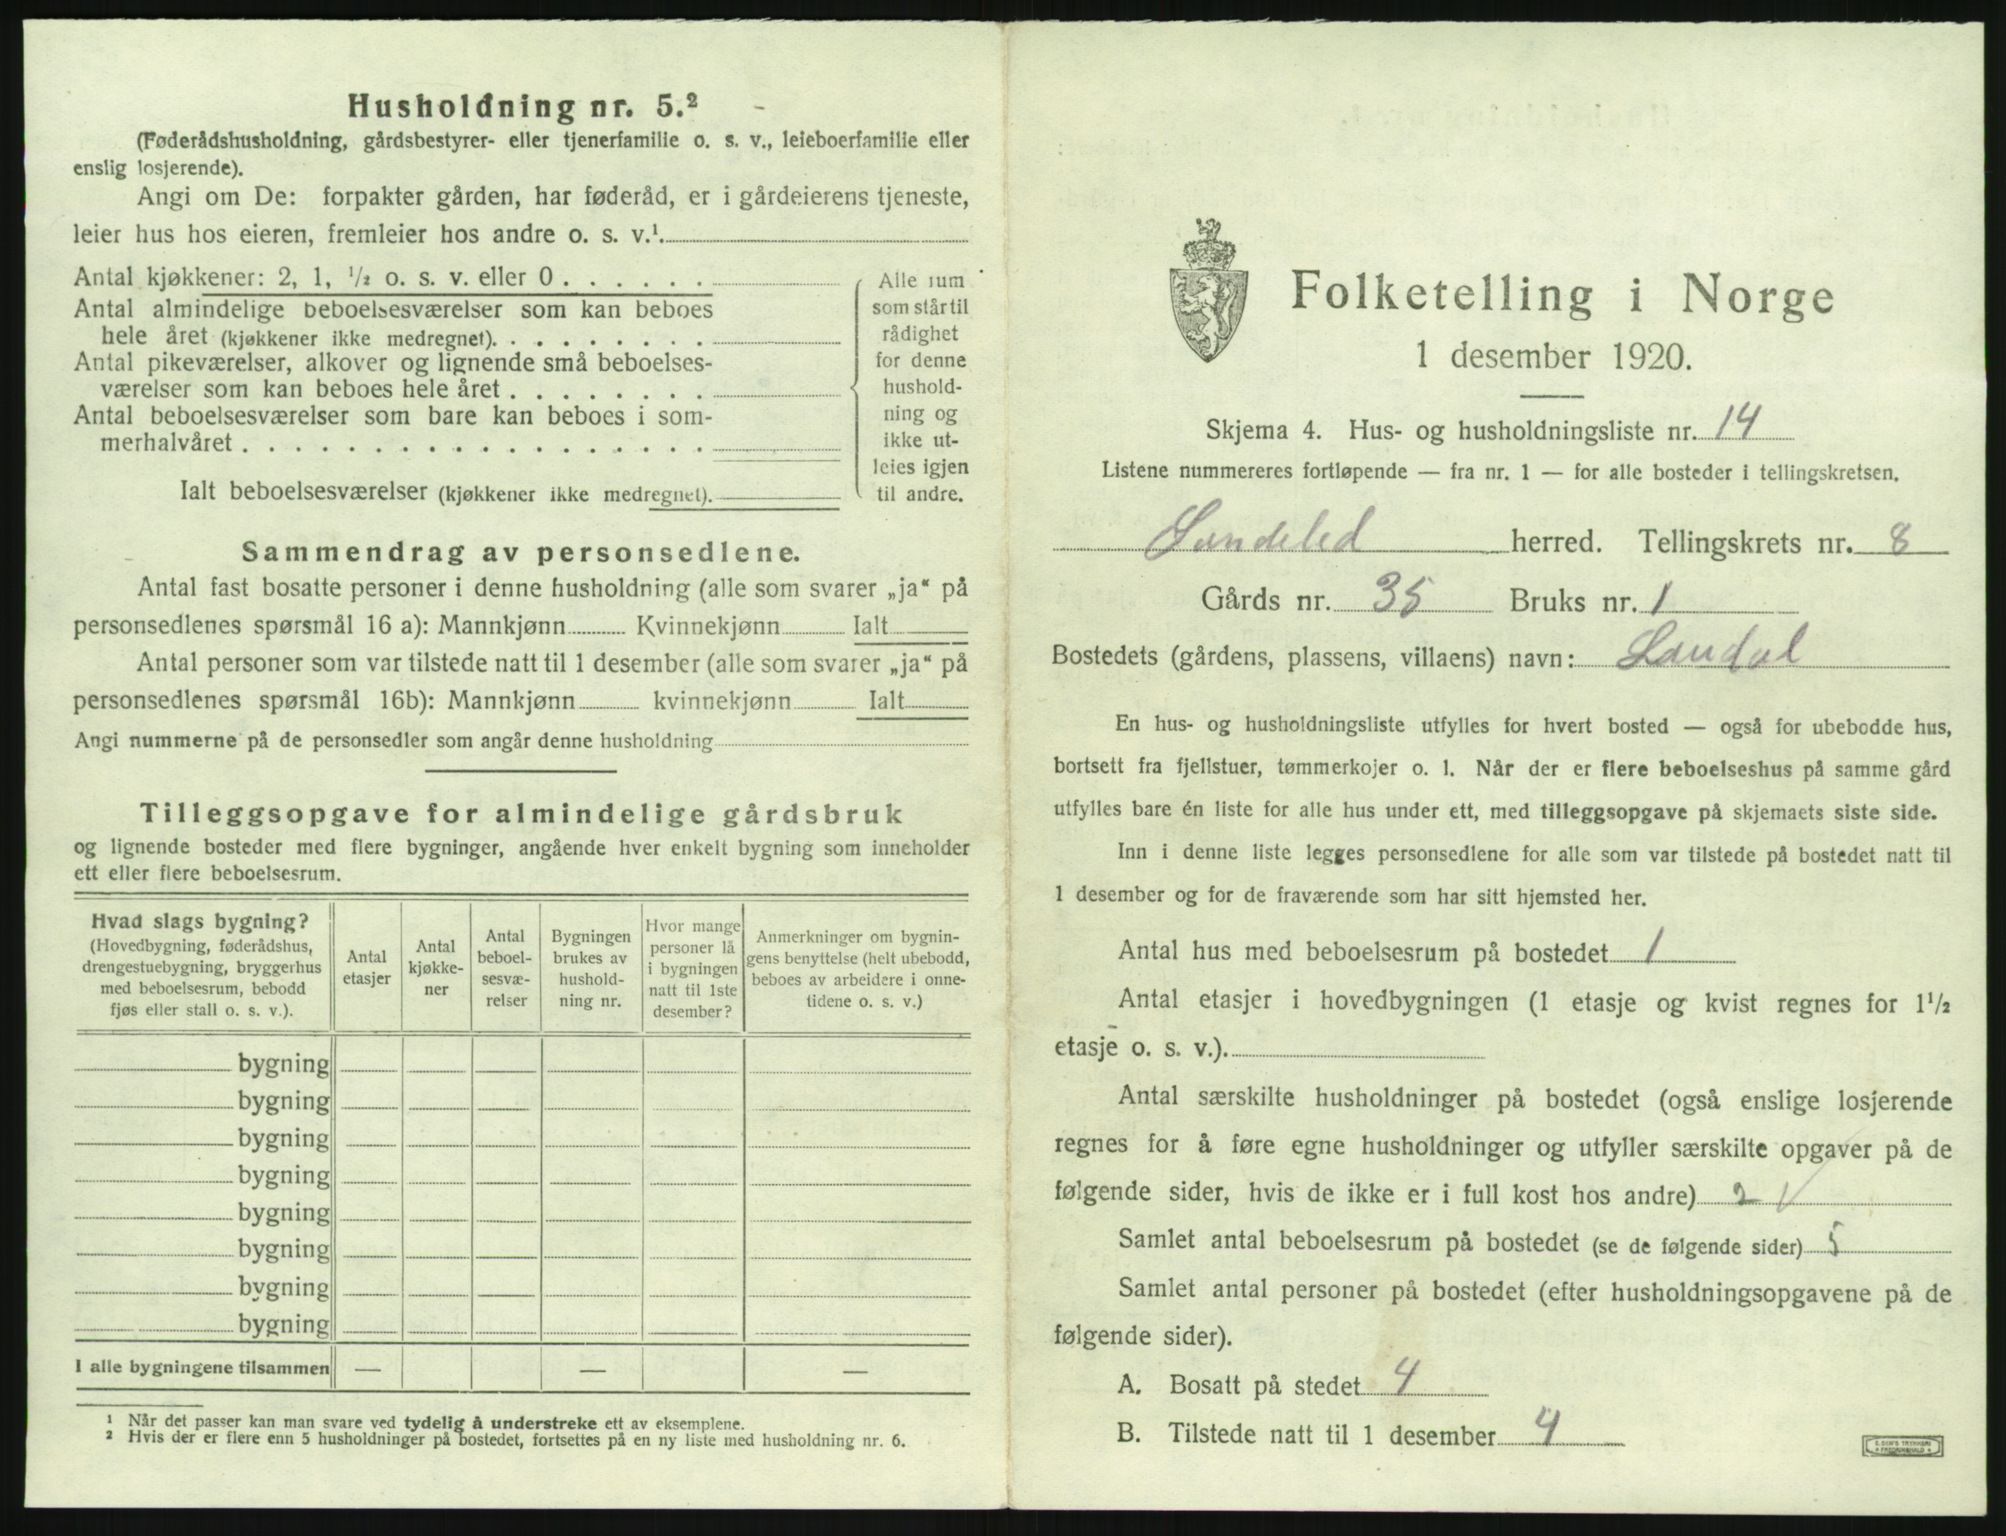 Husholdning nr. 5.²
(Føderådshusholdning, gårdsbestyrer- eller tjenerfamilie o. s. v., leieboerfamilie eller
enslig losjerende).
Angi om De: forpakter gården, har føderåd, er i gårdeierens tjeneste,
leier hus hos eieren, fremleier hos andre o. s. v.¹.
Antal kjøkkener: 2, 1, ½ o. s. v. eller 0 . . . . . .
Antal almindelige beboelsesværelser som kan beboes
hele året (kjøkkener ikke medregnet). . . . . . . . .
Antal pikeværelser, alkover og lignende små beboelses-
værelser som kan beboes hele året . . . . . . . .
Antal beboelsesværelser som bare kan beboes i som-
merhalvåret . . . . . . . . . . . . . . . . . .
Ialt beboelsesværelser (kjøkkener ikke medregnet).
Alle rum
som står til
rådighet
for denne
hushold-
ning og
ikke ut-
leies igjen
til andre.
Sammendrag av personsedlene.
Antal fast bosatte personer i denne husholdning (alle som svarer „ja“ på
personsedlenes spørsmål 16 a): Mannkjønn Kvinnekjønn Ialt
Antal personer som var tilstede natt til 1 desember (alle som svarer „ja“ på
personsedlenes spørsmål 16b): Mannkjønn kvinnekjønn Ialt
Angi nummerne på de personsedler som angår denne husholdning
Tilleggsopgave for almindelige gårdsbruk
og lignende bosteder med flere bygninger, angående hver enkelt bygning som inneholder
ett eller flere beboelsesrum.
Hvad slags bygning?
(Hovedbygning, føderådshus,
drengestuebygning, bryggerhus
med beboelsesrum, bebodd
fjøs eller stall o. s. v.).
Antal
etasjer
Antal
kjøkke-
ner
Antal
beboel-
sesvæ-
relser
Bygningen
brukes av
hushold-
ning nr.
Hvor mange
personer lå
i bygningen
natt til 1ste
desember?
Anmerkninger om bygnin-
gens benyttelse (helt ubebodd,
beboes av arbeidere i onne-
tidene o. s. v.)
bygning
bygning
bygning
bygning
bygning
bygning
bygning
bygning
I alle bygningene tilsammen — — —
¹ Når det passer kan man svare ved tydelig å understreke ett av eksemplene.
² Hvis der er flere enn 5 husholdninger på bostedet, fortsettes på en ny liste med husholdning nr. 6.
Folketelling i Norge
1 desember 1920.
Skjema 4. Hus- og husholdningsliste nr. 14
Listene nummereres fortløpende — fra nr. 1 — for alle bosteder i tellingskretsen.
Søndeled herred. Tellingskrets nr. 8
Gårds nr. 35 Bruks nr. 1
Bostedets (gårdens, plassens, villaens) navn: Laudal
En hus- og husholdningsliste utfylles for hvert bosted — også for ubebodde hus,
bortsett fra fjellstuer, tømmerkojer o. l. Når der er flere beboelseshus på samme gård
utfylles bare én liste for alle hus under ett, med tilleggsopgave på skjemaets siste side.
Inn i denne liste legges personsedlene for alle som var tilstede på bostedet natt til
1 desember og for de fraværende som har sitt hjemsted her.
Antal hus med beboelsesrum på bostedet 1
Antal etasjer i hovedbygningen (1 etasje og kvist regnes for 1½
etasje o. s. v.).
Antal særskilte husholdninger på bostedet (også enslige losjerende
regnes for å føre egne husholdninger og utfyller særskilte opgaver på de
følgende sider, hvis de ikke er i full kost hos andre) 2
Samlet antal beboelsesrum på bostedet (se de følgende sider) 5
Samlet antal personer på bostedet (efter husholdningsopgavene på de
følgende sider).
A. Bosatt på stedet 4
B. Tilstede natt til 1 desember 4